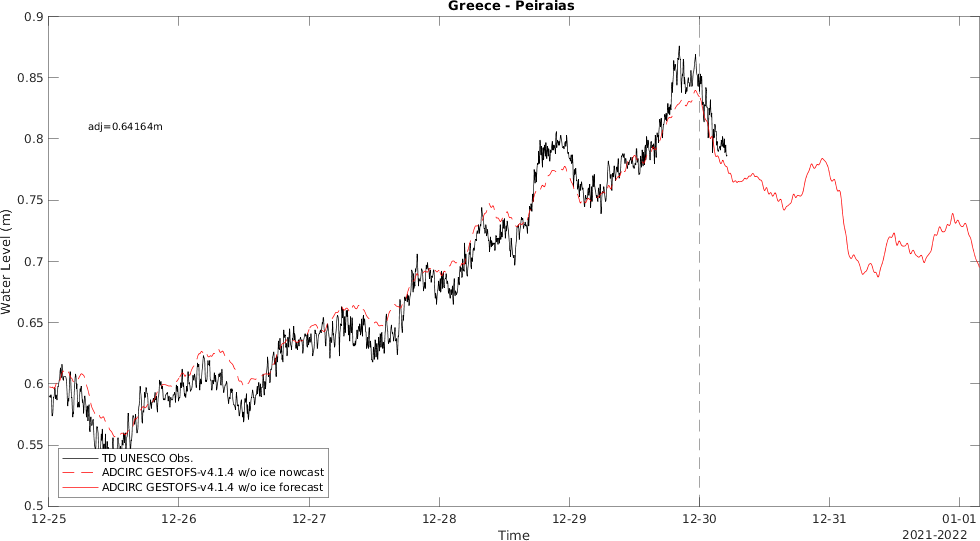 Greece - Peiraias
0.9
0.85
0.8
0.75
0.7
0.65
0.6
0.55
0.5
Water Level (m)
adj=0.64164m
TD UNESCO Obs.
ADCIRC GESTOFS-v4.1.4 w/o ice nowcast
ADCIRC GESTOFS-v4.1.4 w/o ice forecast
12-25 12-26 12-27 12-28 12-29 12-30 12-31 01-01
Time
2021-2022